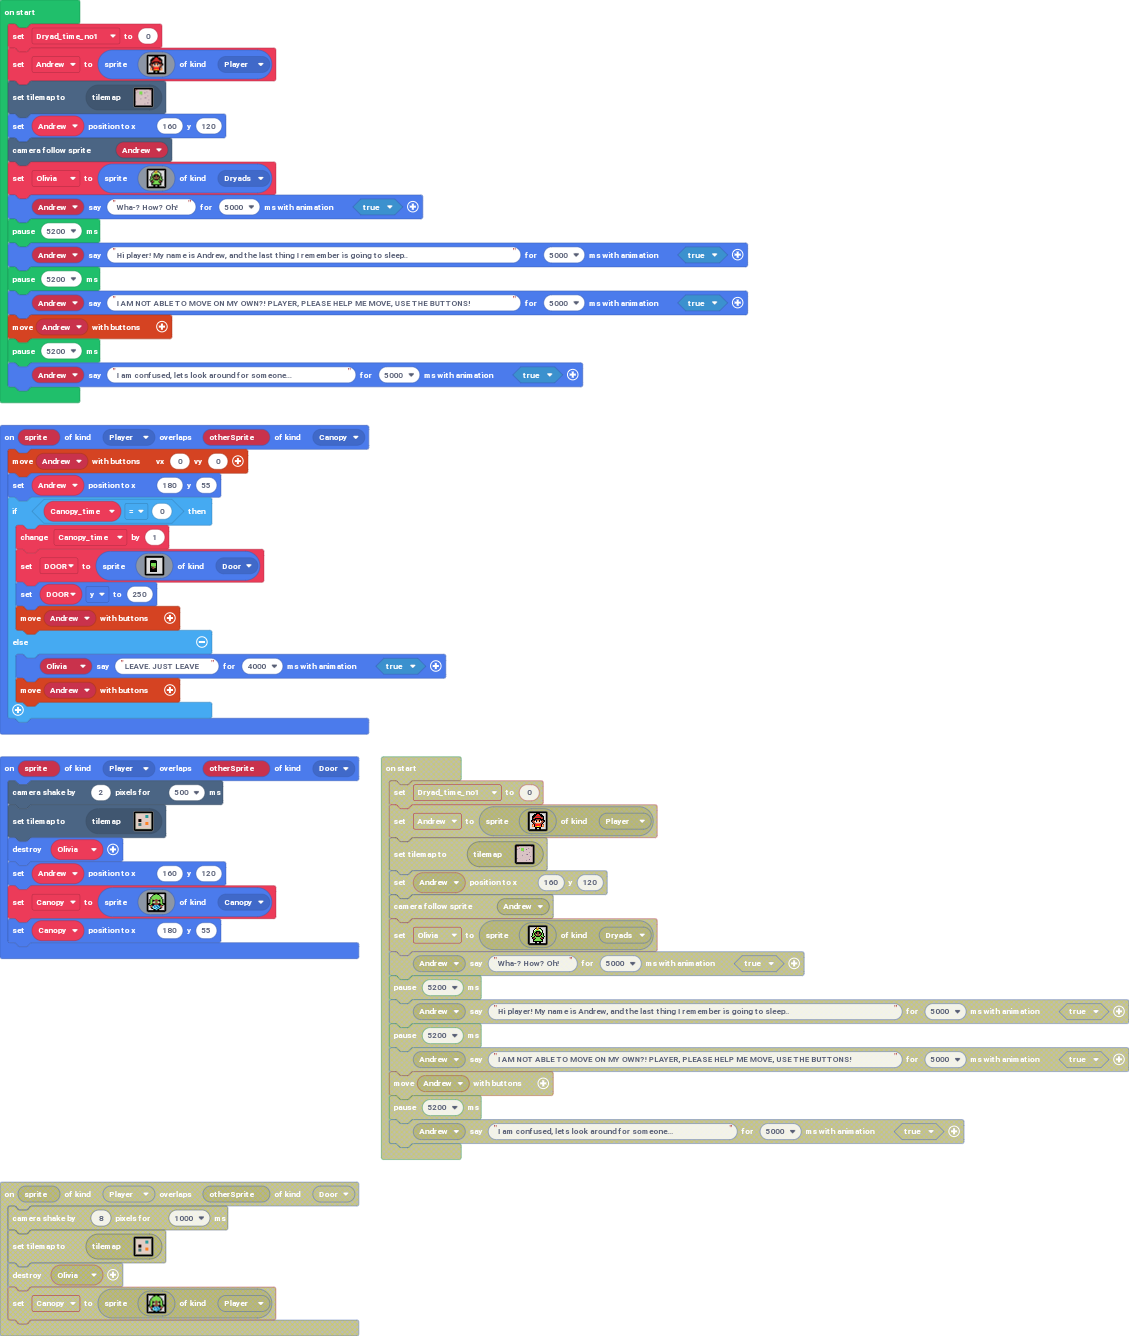 on start
set Dryad_time_no1 to 0
set Andrew to sprite of kind Player
set tilemap to tilemap
set Andrew position to x 160 y 120
camera follow sprite Andrew
set Olivia to sprite of kind Dryads
Andrew say "Wha-? How? Oh!" for 5000 ms with animation true
pause 5200 ms
Andrew say "Hi player! My name is Andrew, and the last thing I remember is going to sleep.." for 5000 ms with animation true
pause 5200 ms
Andrew say "I AM NOT ABLE TO MOVE ON MY OWN?! PLAYER, PLEASE HELP ME MOVE, USE THE BUTTONS!" for 5000 ms with animation true
move Andrew with buttons
pause 5200 ms
Andrew say "I am confused, lets look around for someone..." for 5000 ms with animation true
on sprite of kind Player overlaps otherSprite of kind Canopy
move Andrew with buttons vx 0 vy 0
set Andrew position to x 180 y 55
if Canopy_time = 0 then
change Canopy_time by 1
set DOOR to sprite of kind Door
set DOOR y to 250
move Andrew with buttons
else
Olivia say "LEAVE. JUST LEAVE" for 4000 ms with animation true
move Andrew with buttons
on sprite of kind Player overlaps otherSprite of kind Door
camera shake by 2 pixels for 500 ms
set tilemap to tilemap
destroy Olivia
set Andrew position to x 160 y 120
set Canopy to sprite of kind Canopy
set Canopy position to x 180 y 55
on start
set Dryad_time_no1 to 0
set Andrew to sprite of kind Player
set tilemap to tilemap
set Andrew position to x 160 y 120
camera follow sprite Andrew
set Olivia to sprite of kind Dryads
Andrew say "Wha-? How? Oh!" for 5000 ms with animation true
pause 5200 ms
Andrew say "Hi player! My name is Andrew, and the last thing I remember is going to sleep.." for 5000 ms with animation true
pause 5200 ms
Andrew say "I AM NOT ABLE TO MOVE ON MY OWN?! PLAYER, PLEASE HELP ME MOVE, USE THE BUTTONS!" for 5000 ms with animation true
move Andrew with buttons
pause 5200 ms
Andrew say "I am confused, lets look around for someone..." for 5000 ms with animation true
on sprite of kind Player overlaps otherSprite of kind Door
camera shake by 8 pixels for 1000 ms
set tilemap to tilemap
destroy Olivia
set Canopy to sprite of kind Player